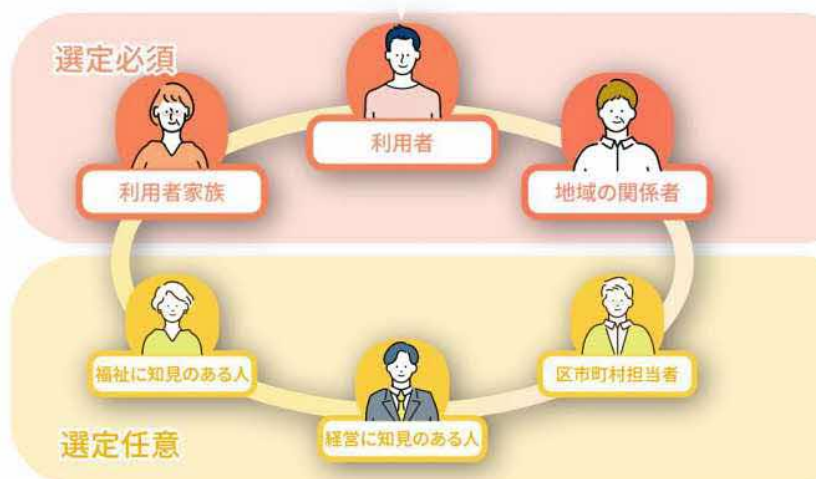 選定必須
利用者
利用者家族
地域の関係者
福祉に知見のある人
区市町村担当者
経営に知見のある人
選定任意